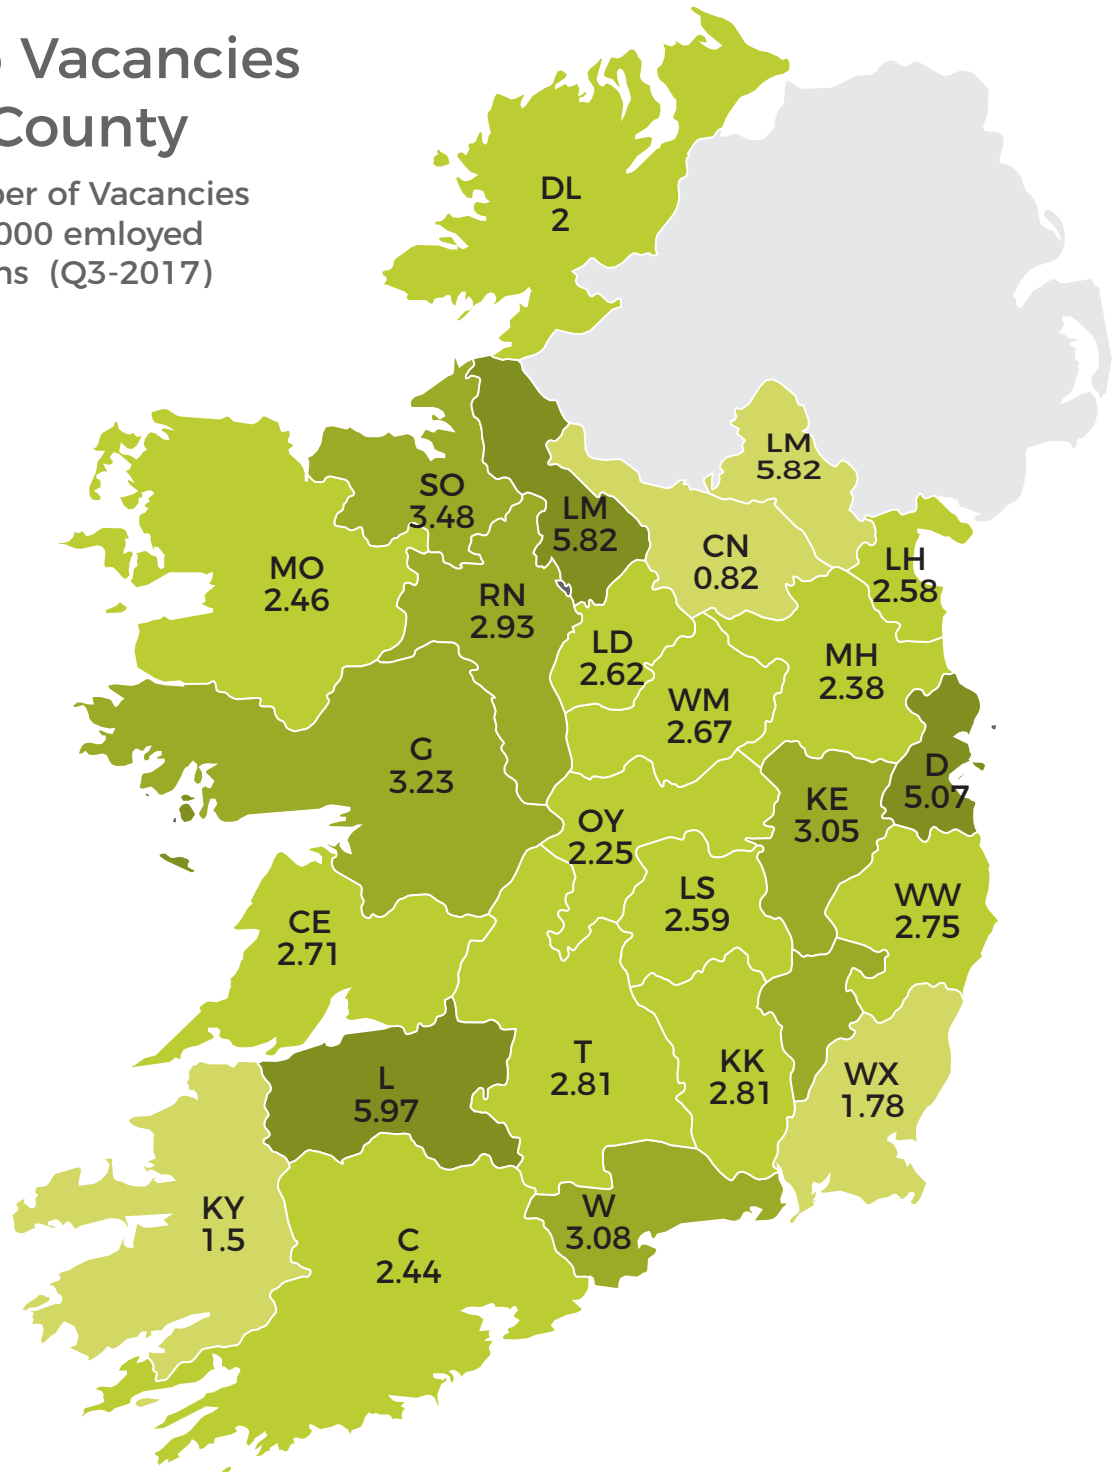 Vacancies
County
er of Vacancies
000 emloyed
ns (Q3-2017)
DL
2
LM
5.82
SO
3.48
LM
5.82
CN
0.82
LH
2.58
MO
2.46
RN
2.93
LD
2.62
MH
2.38
WM
2.67
G
3.23
D
5.07
KE
3.05
OY
2.25
LS
2.59
WW
2.75
CE
2.71
T
2.81
KK
2.81
WX
1.78
L
5.97
KY
1.5
W
3.08
C
2.44